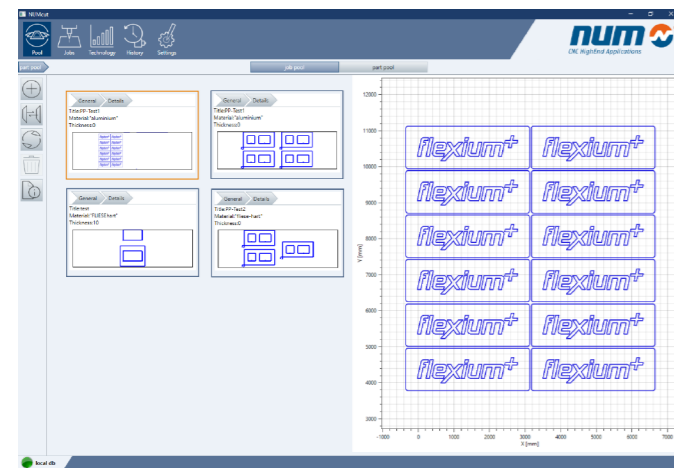 NUMcut
Pool
Jobs
Technology
History
Settings
num
CNC HighEnd Applications
part pool
job pool
part pool
General
Details
Title:PP-Test1
Material:"aluminium"
Thickness:0
General
Details
Title:PP-Test1
Material:"aluminium"
Thickness:0
General
Details
Title:test
Material:"FLIESEhart"
Thickness:10
General
Details
Title:PP-Test2
Material:"fliese-hart"
Thickness:0
12000
11000
10000
9000
8000
7000
6000
5000
4000
3000
Y [mm]
flexium+ flexium+
flexium+ flexium+
flexium+ flexium+
flexium+ flexium+
flexium+ flexium+
flexium+ flexium+
-1000 0 1000 2000 3000 4000 5000 6000 7000
X [mm]
local db